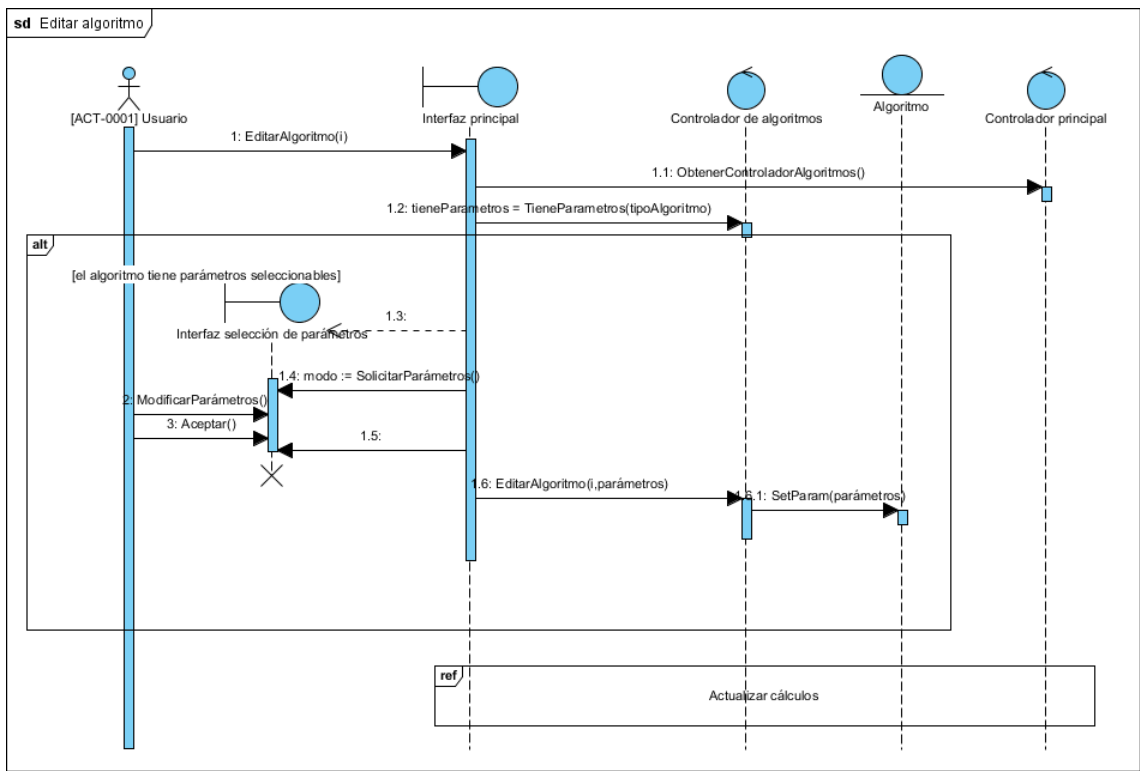 sd Editar algoritmo
[ACT-0001] Usuario
Interfaz principal
Controlador de algoritmos
Algoritmo
Controlador principal
1: EditarAlgoritmo(i)
1.1: ObtenerControladorAlgoritmos()
1.2: tieneParametros = TieneParametros(tipoAlgoritmo)
alt
[el algoritmo tiene parámetros seleccionables]
1.3:
Interfaz selección de parámetros
1.4: modo := SolicitarParámetros()
2: ModificarParámetros()
3: Aceptar()
1.5:
1.6: EditarAlgoritmo(i,parámetros)
1.6.1: SetParam(parámetros)
ref
Actualizar cálculos